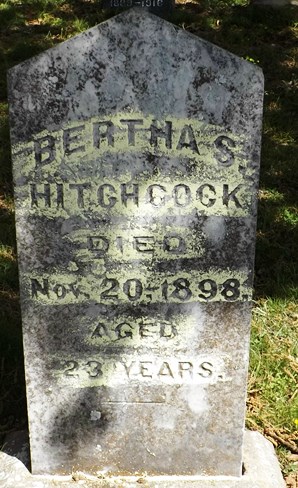 BERTHA S.
HITCHCOCK
DIED
NOV. 20, 1898.
AGED
23 YEARS.